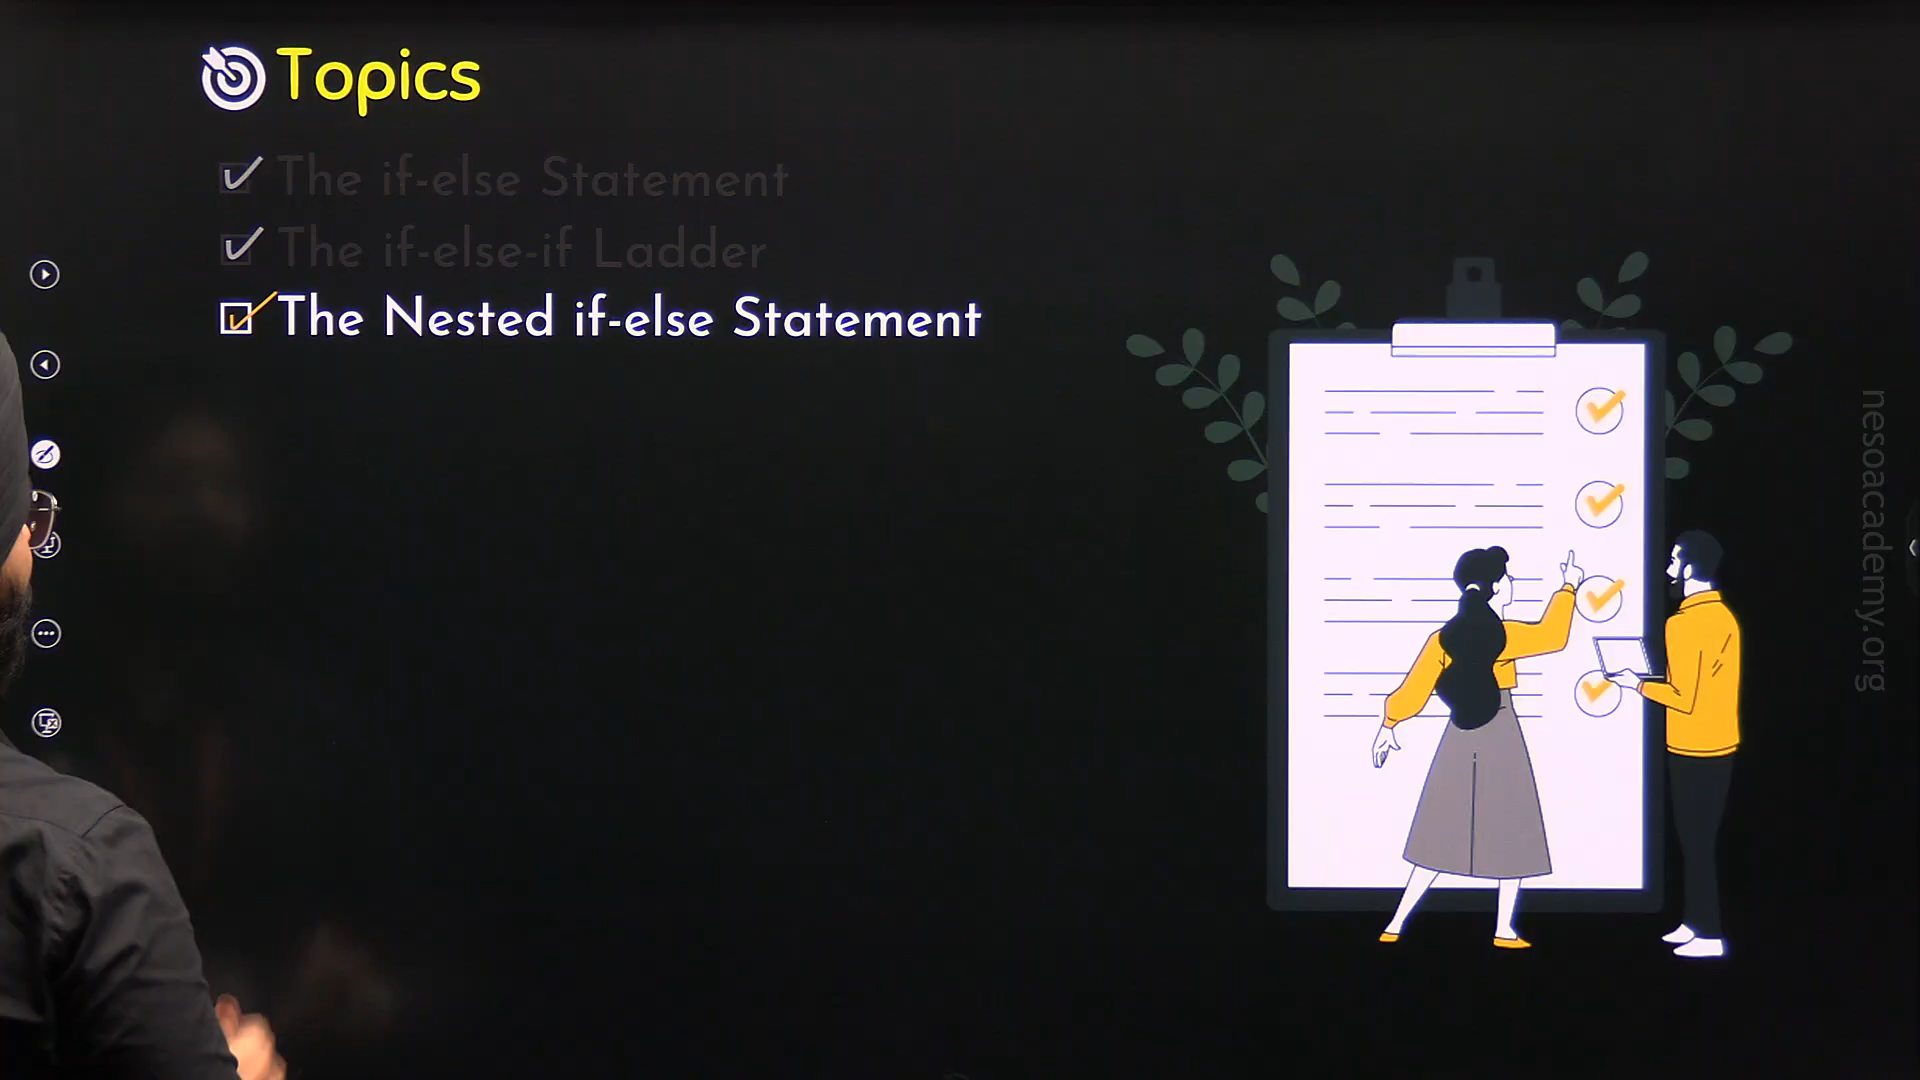 Topics
The if-else Statement
The if-else-if Ladder
The Nested if-else Statement
nesoacademy.org